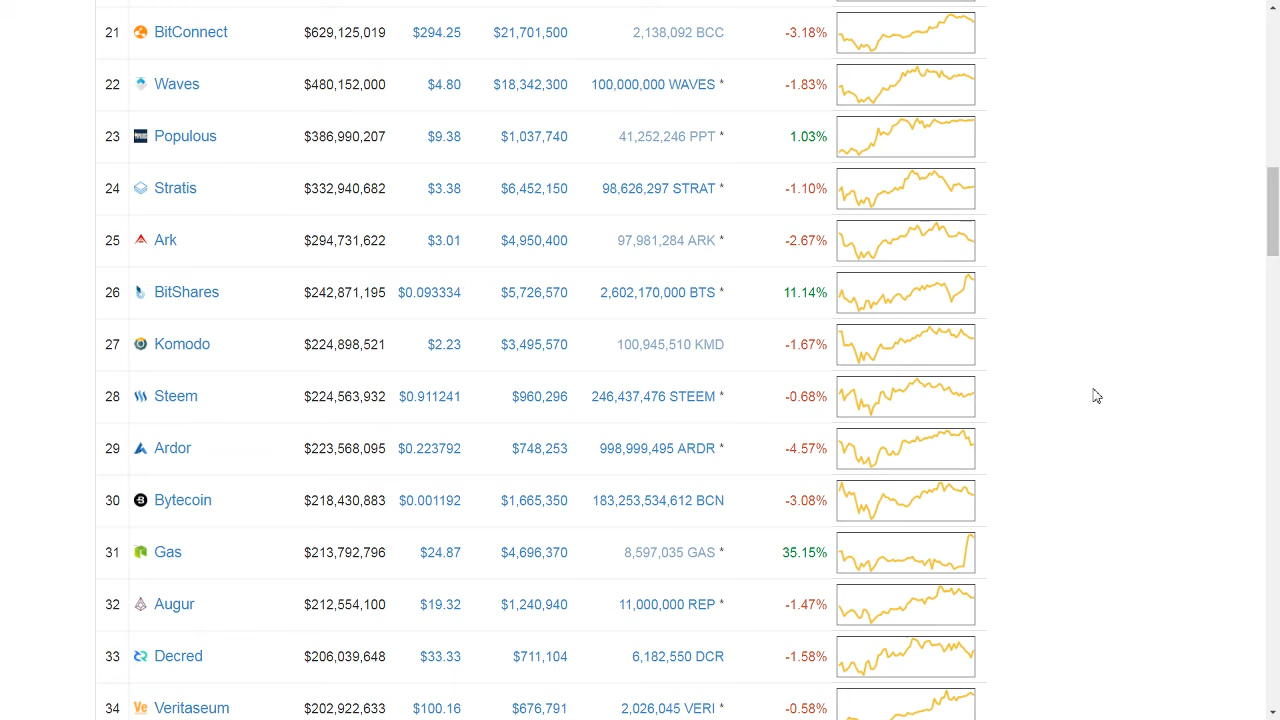 21 BitConnect $629,125,019 $294.25 $21,701,500 2,138,092 BCC -3.18%
22 Waves $480,152,000 $4.80 $18,342,300 100,000,000 WAVES * -1.83%
23 Populous $386,990,207 $9.38 $1,037,740 41,252,246 PPT * 1.03%
24 Stratis $332,940,662 $3.38 $6,452,150 98,626,297 STRAT * -1.10%
25 Ark $294,731,622 $3.01 $4,950,400 97,981,284 ARK * -2.67%
26 BitShares $242,871,195 $0.093334 $5,726,570 2,602,170,000 BTS * 11.14%
27 Komodo $224,898,521 $2.23 $3,495,570 100,945,510 KMD -1.67%
28 Steem $224,563,932 $0.911241 $960,296 246,437,476 STEEM * -0.68%
29 Ardor $223,568,095 $0.223792 $748,253 998,999,495 ARDR * -4.57%
30 Bytecoin $218,430,883 $0.001192 $1,665,350 183,253,534,612 BCN -3.08%
31 Gas $213,792,796 $24.87 $4,696,370 8,597,035 GAS * 35.15%
32 Augur $212,554,100 $19.32 $1,240,940 11,000,000 REP * -1.47%
33 Decred $206,039,648 $33.33 $711,104 6,182,550 DCR -1.58%
34 Ve Veritaseum $202,922,633 $100.16 $676,791 2,026,045 VERI * -0.58%